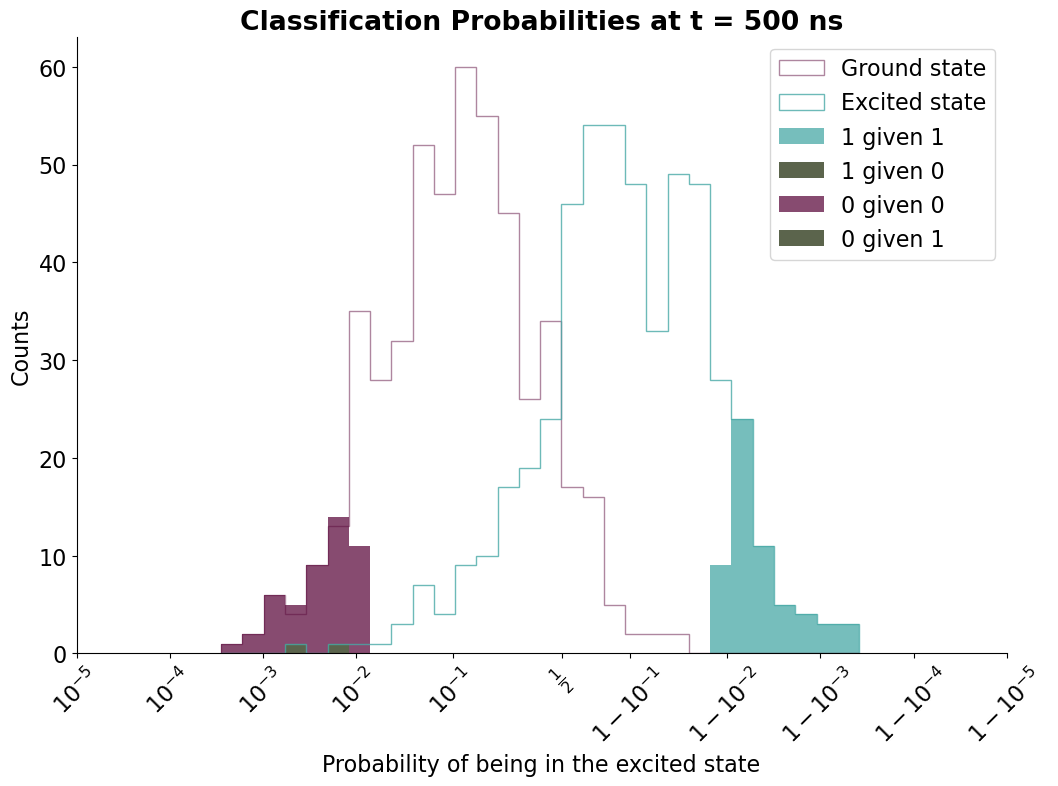 Classification Probabilities at t = 500 ns
Ground state
Excited state
1 given 1
1 given 0
0 given 0
0 given 1
Counts
60
50
40
30
20
10
0
10⁻⁵
10⁻⁴
10⁻³
10⁻²
10⁻¹
½
1 − 10⁻¹
1 − 10⁻²
1 − 10⁻³
1 − 10⁻⁴
1 − 10⁻⁵
Probability of being in the excited state